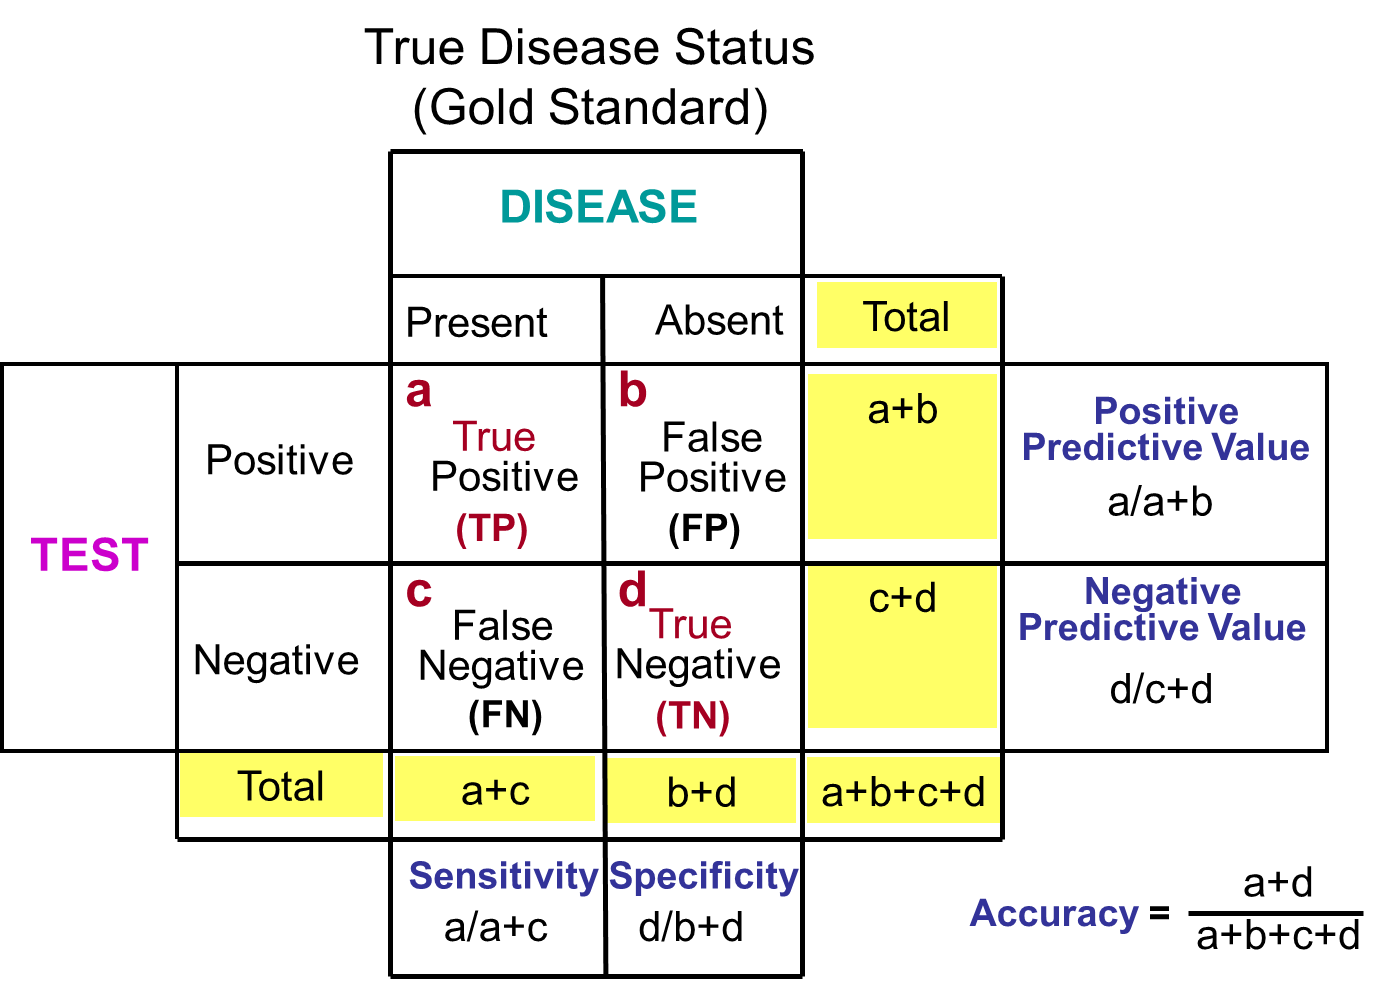 True Disease Status
(Gold Standard)
DISEASE
Present
Absent
Total
TEST
Positive
a
True
Positive
(TP)
b
False
Positive
(FP)
a+b
Positive
Predictive Value
a/a+b
Negative
c
False
Negative
(FN)
d
True
Negative
(TN)
c+d
Negative
Predictive Value
d/c+d
Total
a+c
b+d
a+b+c+d
Sensitivity
a/a+c
Specificity
d/b+d
Accuracy =
a+d
a+b+c+d